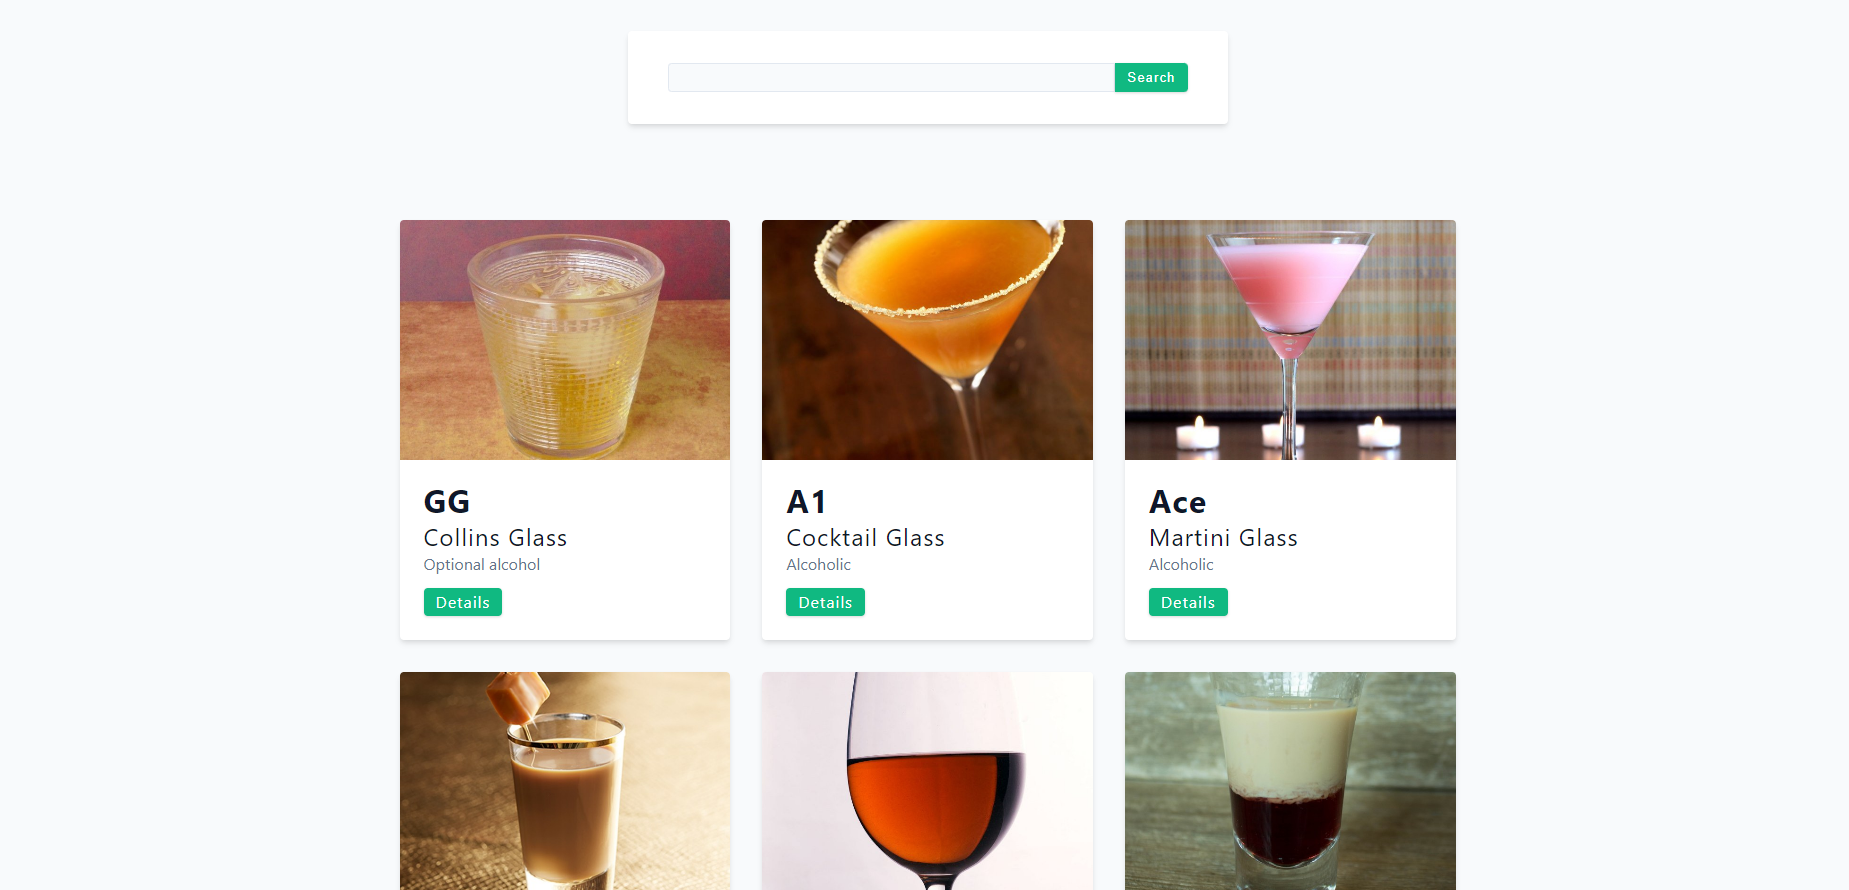 Search
GG
Collins Glass
Optional alcohol
Details
A1
Cocktail Glass
Alcoholic
Details
Ace
Martini Glass
Alcoholic
Details